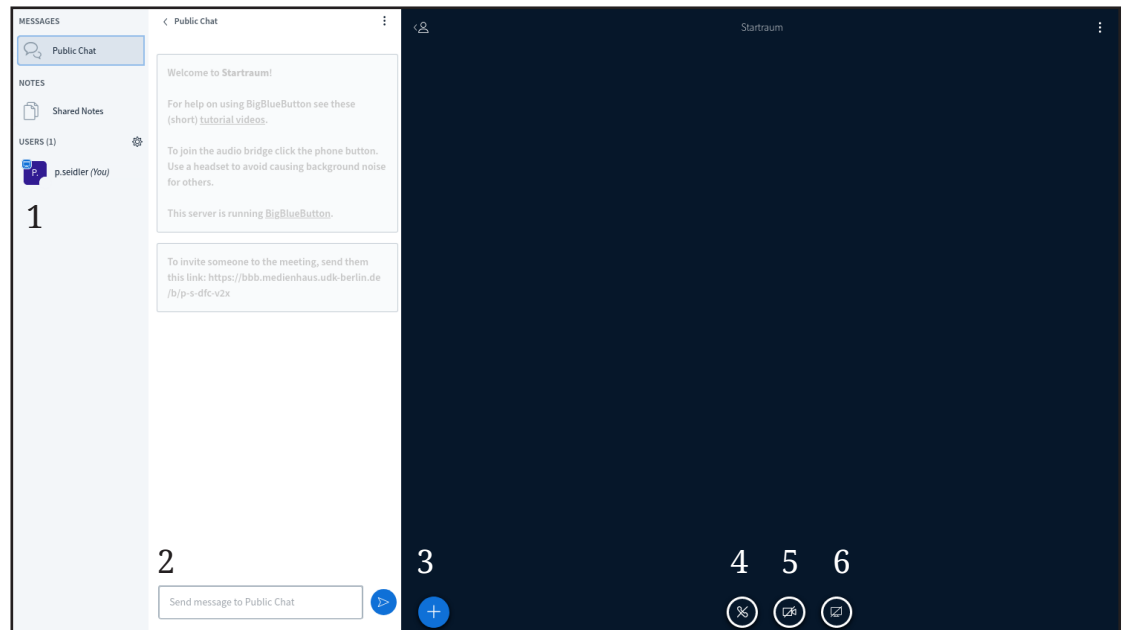 MESSAGES
Public Chat
NOTES
Shared Notes
USERS (1)
P.
p.seidler (You)
1
Public Chat
Welcome to Startraum!
For help on using BigBlueButton see these
(short) tutorial videos.
To join the audio bridge click the phone button.
Use a headset to avoid causing background noise
for others.
This server is running BigBlueButton.
To invite someone to the meeting, send them
this link: https://bbb.medienhaus.udk-berlin.de
/b/p-s-dfc-v2x
2
Send message to Public Chat
Startraum
3
4 5 6